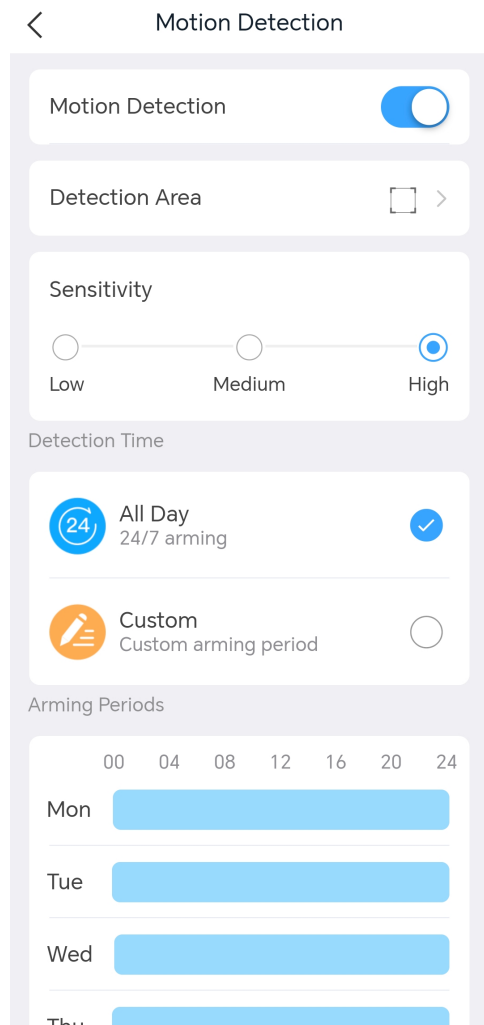 Motion Detection
Motion Detection
Detection Area
Sensitivity
Low Medium High
Detection Time
24
All Day
24/7 arming
Custom
Custom arming period
Arming Periods
00 04 08 12 16 20 24
Mon
Tue
Wed
Thu